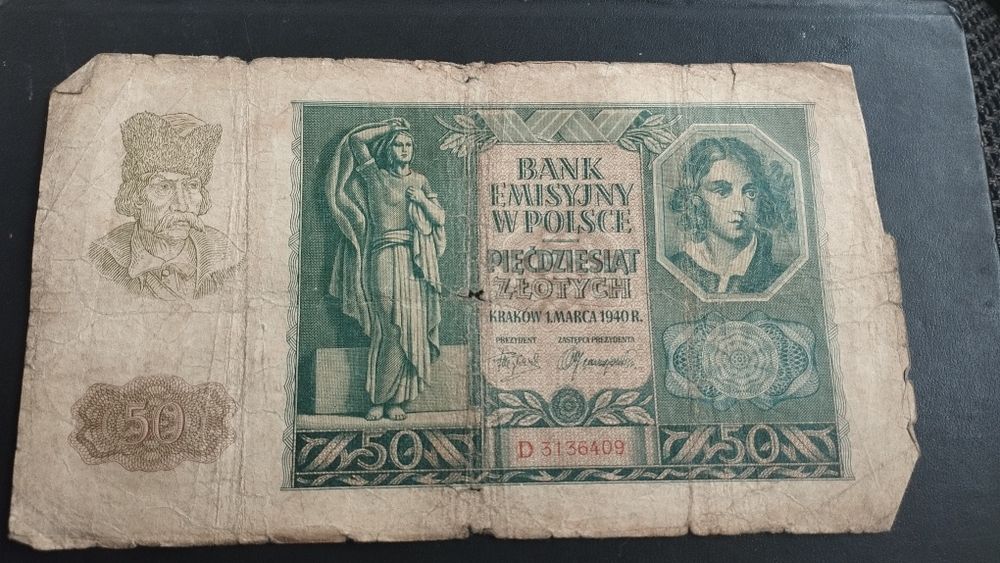 BANK
EMISYJNY
W POLSCE
PIĘĆDZIESIĄT
ZŁOTYCH
KRAKÓW 1. MARCA 1940 R.
PREZYDENT ZASTĘPCA PREZYDENTA
50
50 D 3136409 50